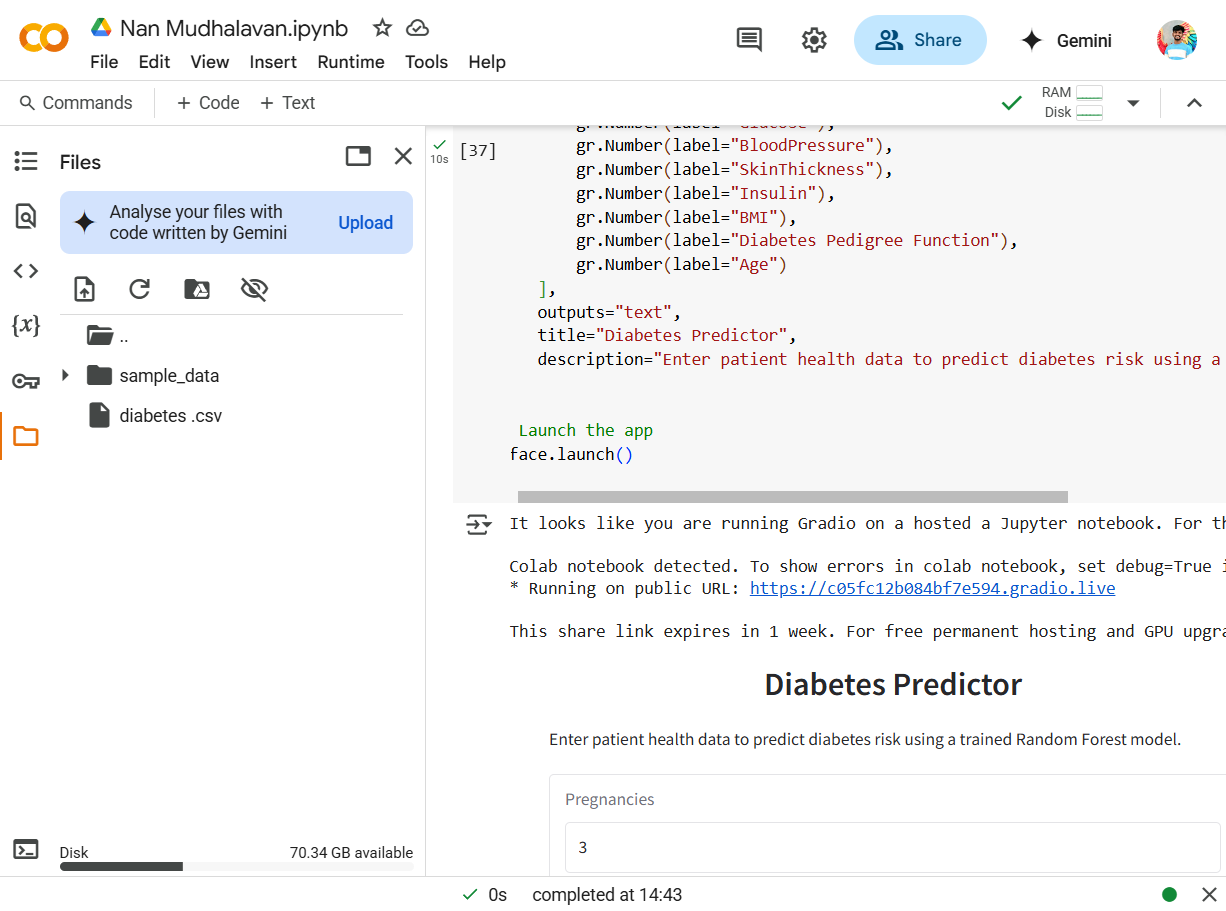 Nan Mudhalavan.ipynb
File Edit View Insert Runtime Tools Help
Share
Gemini
Commands
+ Code + Text
RAM
Disk
Files
Analyse your files with
code written by Gemini
Upload
{x}
..
sample_data
diabetes .csv
Disk 70.34 GB available
10s
[37]
gr.Number(label="Glucose"),
gr.Number(label="BloodPressure"),
gr.Number(label="SkinThickness"),
gr.Number(label="Insulin"),
gr.Number(label="BMI"),
gr.Number(label="Diabetes Pedigree Function"),
gr.Number(label="Age")
],
outputs="text",
title="Diabetes Predictor",
description="Enter patient health data to predict diabetes risk using a
Launch the app
face.launch()
It looks like you are running Gradio on a hosted a Jupyter notebook. For th
Colab notebook detected. To show errors in colab notebook, set debug=True i
* Running on public URL: https://c05fc12b084bf7e594.gradio.live
This share link expires in 1 week. For free permanent hosting and GPU upgra
Diabetes Predictor
Enter patient health data to predict diabetes risk using a trained Random Forest model.
Pregnancies
3
0s completed at 14:43